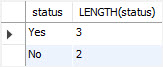 status LENGTH(status)
Yes 3
No 2